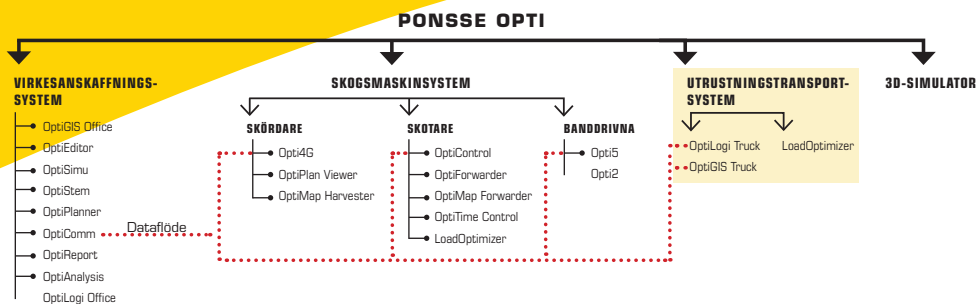 PONSSE OPTI
VIRKESANSKAFFNINGS-
SYSTEM
OptiGIS Office
OptiEditor
OptiSimu
OptiStem
OptiPlanner
OptiComm
Dataflöde
OptiReport
OptiAnalysis
OptiLogi Office
SKOGSMASKINSYSTEM
SKÖRDARE
Opti4G
OptiPlan Viewer
OptiMap Harvester
SKOTARE
OptiControl
OptiForwarder
OptiMap Forwarder
OptiTime Control
LoadOptimizer
BANDDRIVNA
Opti5
Opti2
UTRUSTNINGSTRANSPORT-
SYSTEM
OptiLogi Truck
OptiGIS Truck
LoadOptimizer
3D-SIMULATOR